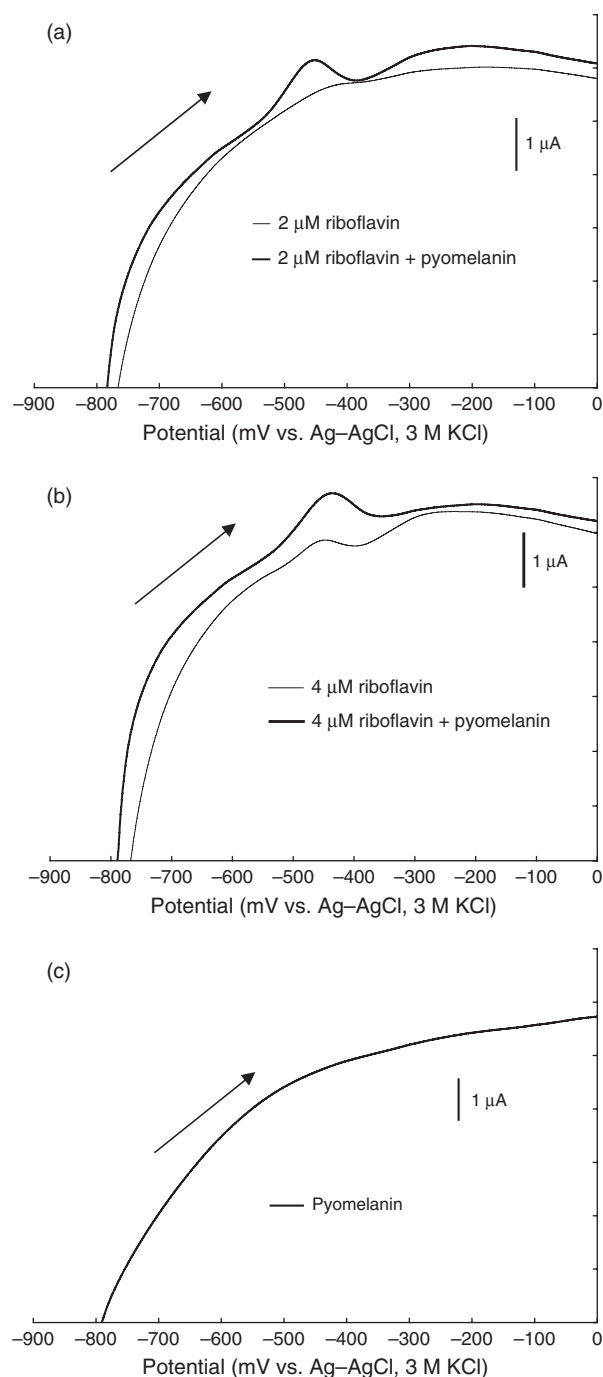 (a)
1 μA
2 μM riboflavin
2 μM riboflavin + pyomelanin
–900 –800 –700 –600 –500 –400 –300 –200 –100 0
Potential (mV vs. Ag–AgCl, 3 M KCl)
(b)
1 μA
4 μM riboflavin
4 μM riboflavin + pyomelanin
–900 –800 –700 –600 –500 –400 –300 –200 –100 0
Potential (mV vs. Ag–AgCl, 3 M KCl)
(c)
1 μA
Pyomelanin
–900 –800 –700 –600 –500 –400 –300 –200 –100 0
Potential (mV vs. Ag–AgCl, 3 M KCl)